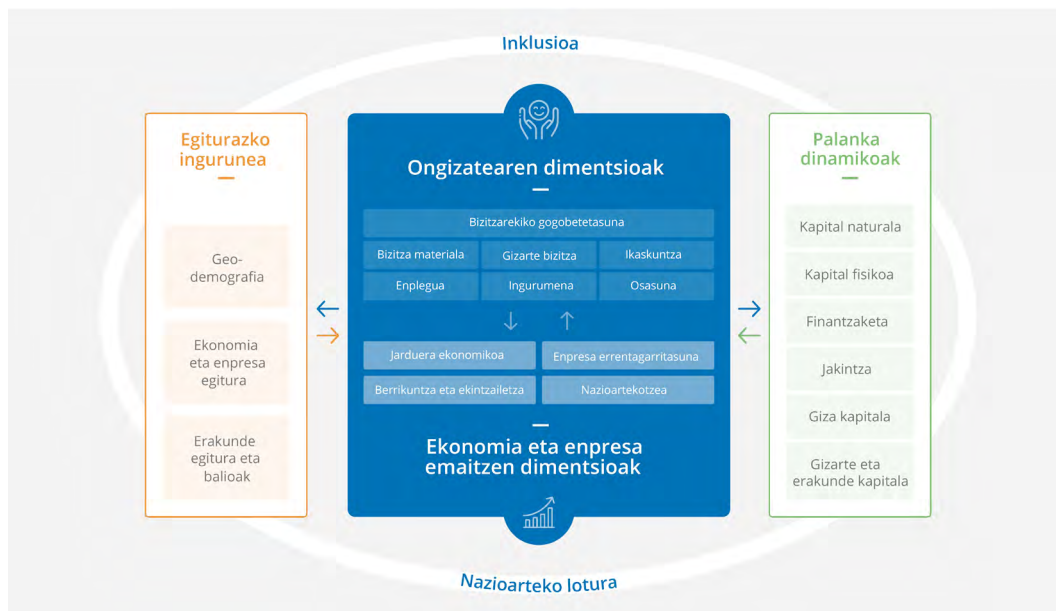 Inklusioa
Egiturazko
ingurunea
Geo-
demografia
Ekonomia
eta enpresa
egitura
Erakunde
egitura eta
balioak
Ongizatearen dimentsioak
Bizitzarekiko gogobetetasuna
Bizitza materiala
Gizarte bizitza
Ikaskuntza
Enplegua
Ingurumena
Osasuna
Jarduera ekonomikoa
Enpresa errentagarritasuna
Berrikuntza eta ekintzailetza
Nazioartekotzea
Ekonomia eta enpresa
emaitzen dimentsioak
Palanka
dinamikoak
Kapital naturala
Kapital fisikoa
Finantzaketa
Jakintza
Giza kapitala
Gizarte eta
erakunde kapitala
Nazioarteko lotura